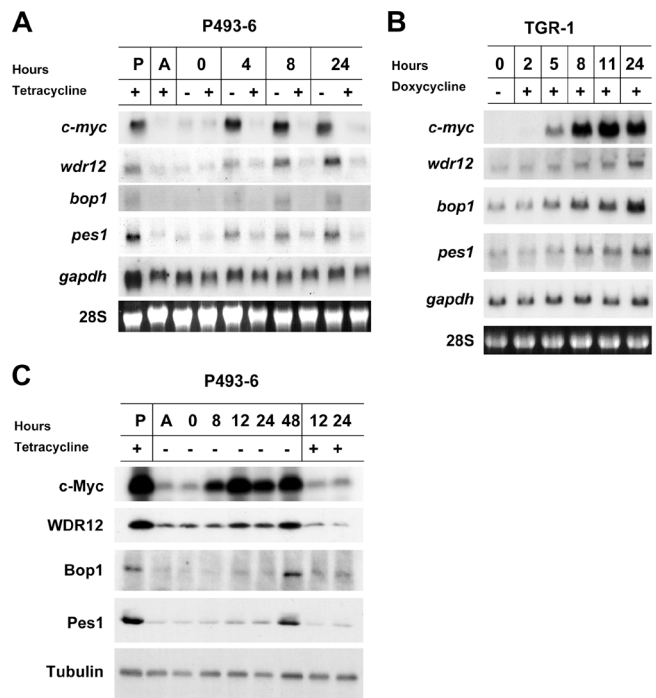 A
P493-6
Hours P A 0 4 8 24
Tetracycline + + - + - + - + - +
c-myc
wdr12
bop1
pes1
gapdh
28S
B
TGR-1
Hours 0 2 5 8 11 24
Doxycycline - + + + + +
c-myc
wdr12
bop1
pes1
gapdh
28S
C
P493-6
Hours P A 0 8 12 24 48 12 24
Tetracycline + - - - - - - + +
c-Myc
WDR12
Bop1
Pes1
Tubulin